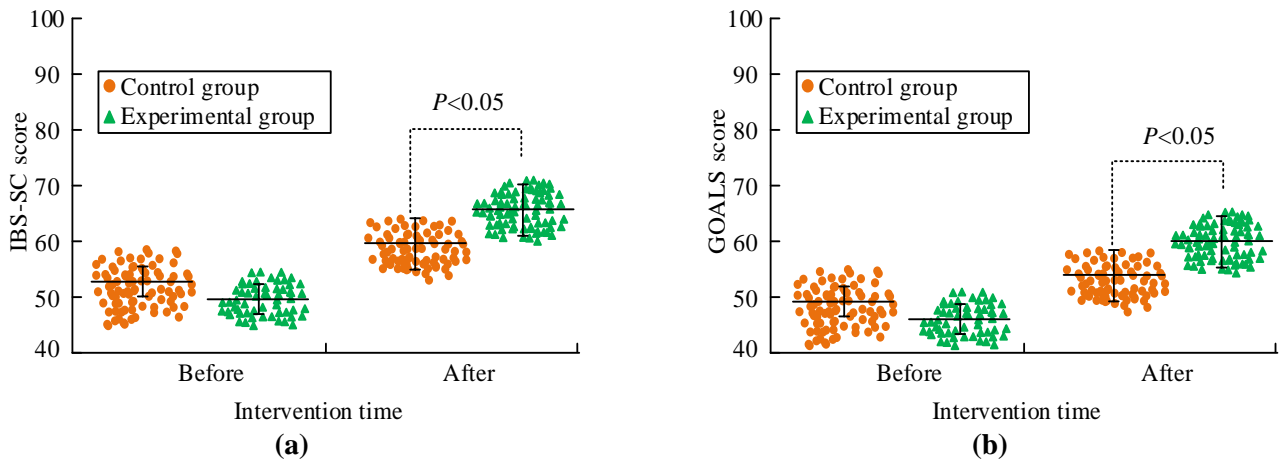 100
90
80
70
60
50
40
IBS-SC score
Control group
Experimental group
P<0.05
Before
After
Intervention time
(a)
100
90
80
70
60
50
40
GOALS score
Control group
Experimental group
P<0.05
Before
After
Intervention time
(b)